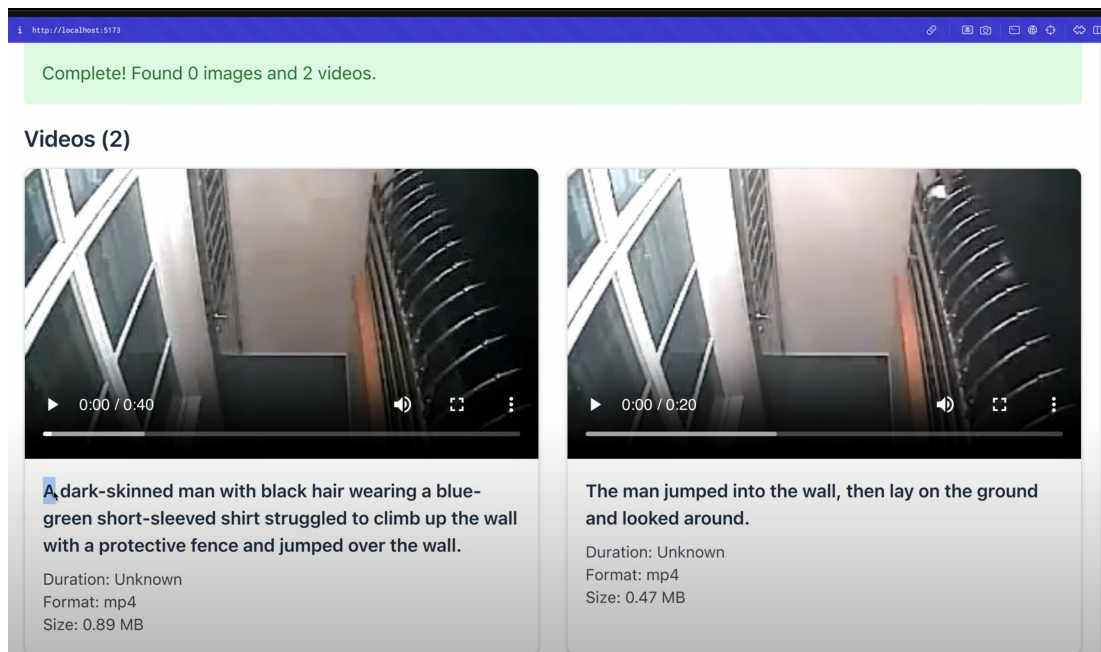 http://localhost:5173
Complete! Found 0 images and 2 videos.
Videos (2)
0:00 / 0:40
0:00 / 0:20
A dark-skinned man with black hair wearing a blue-
green short-sleeved shirt struggled to climb up the wall
with a protective fence and jumped over the wall.
Duration: Unknown
Format: mp4
Size: 0.89 MB
The man jumped into the wall, then lay on the ground
and looked around.
Duration: Unknown
Format: mp4
Size: 0.47 MB